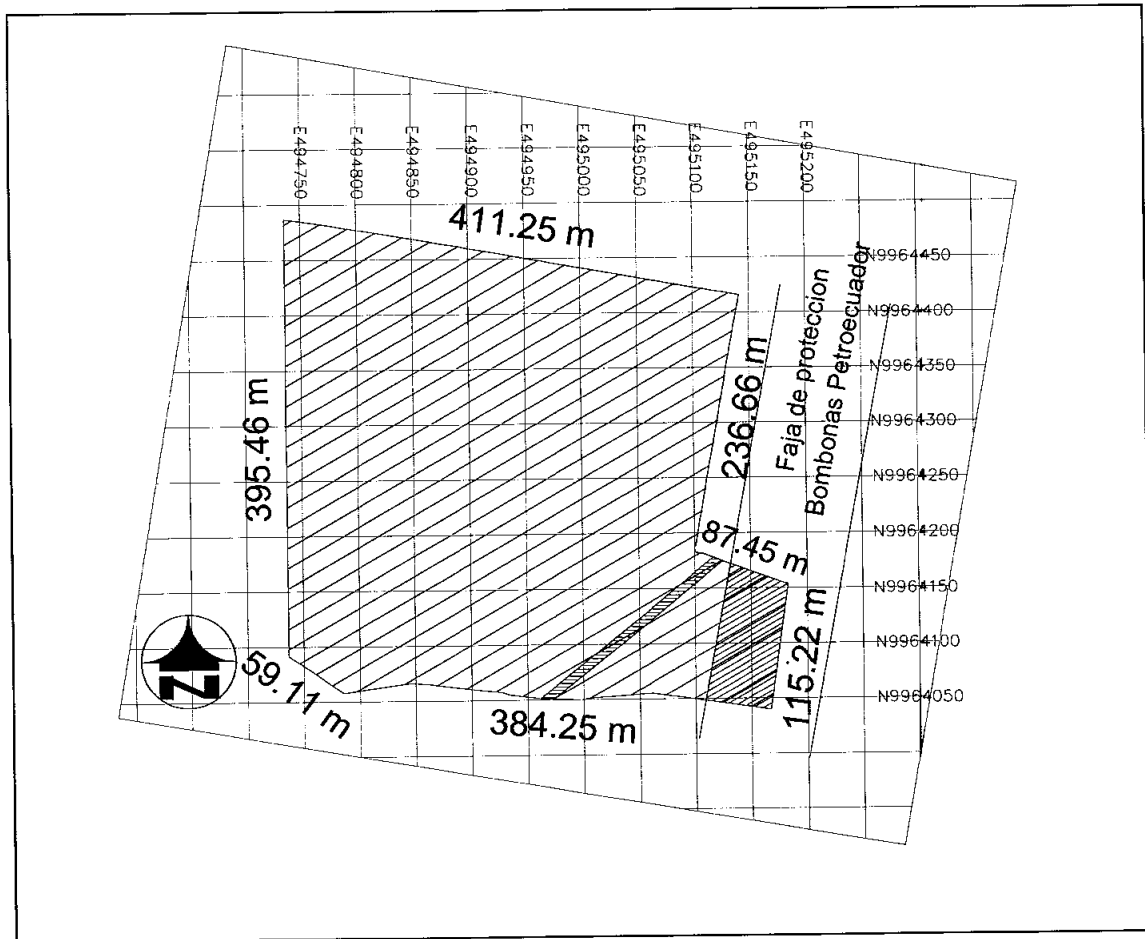 E494750
E494800
E494850
E494900
E494950
E495000
E495050
E495100
E495150
E495200
411.25 m
N9964450
N9964400
N9964350
N9964300
N9964250
N9964200
N9964150
N9964100
N9964050
Faja de proteccion
Bombonas Petroecuador
236.66 m
395.46 m
87.45 m
115.22 m
59.11 m
384.25 m
N